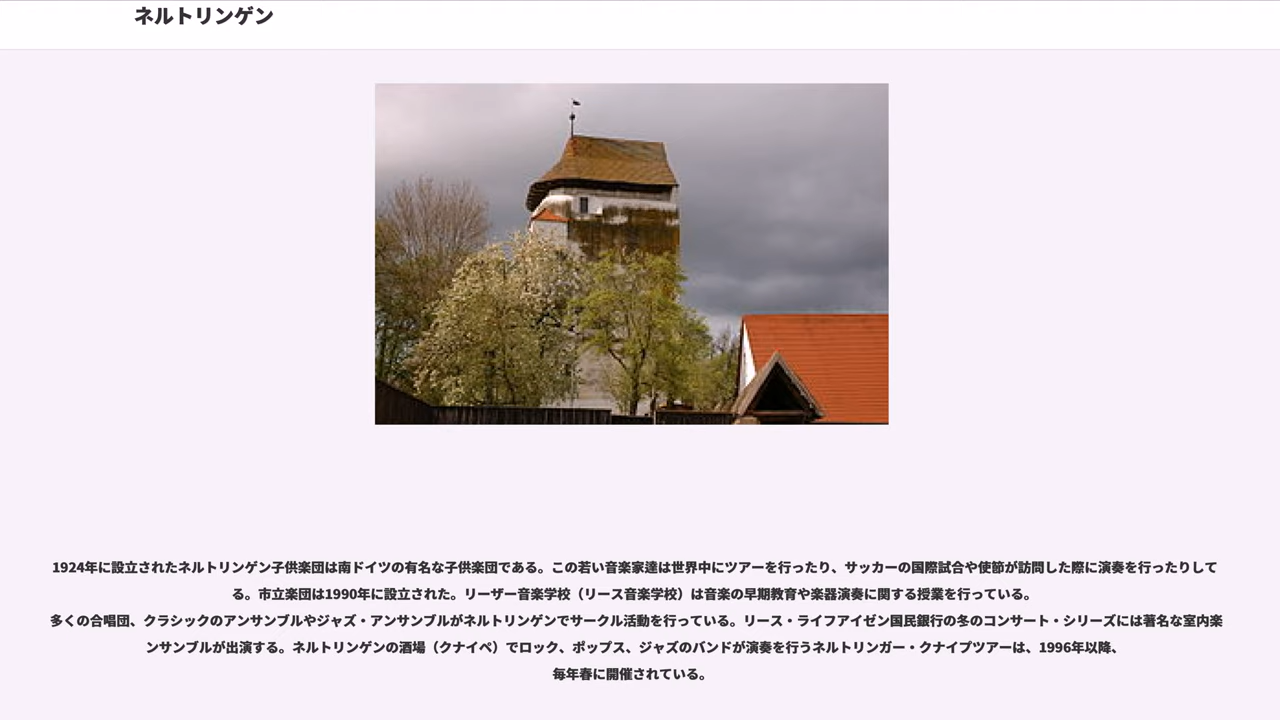 ネルトリンゲン
1924年に設立されたネルトリンゲン子供楽団は南ドイツの有名な子供楽団である。この若い音楽家達は世界中にツアーを行ったり、サッカーの国際試合や使節が訪問した際に演奏を行ったりして
る。市立楽団は1990年に設立された。リーザー音楽学校（リース音楽学校）は音楽の早期教育や楽器演奏に関する授業を行っている。
多くの合唱団、クラシックのアンサンブルやジャズ・アンサンブルがネルトリンゲンでサークル活動を行っている。リース・ライフアイゼン国民銀行の冬のコンサート・シリーズには著名な室内楽
ンサンブルが出演する。ネルトリンゲンの酒場（クナイペ）でロック、ポップス、ジャズのバンドが演奏を行うネルトリンガー・クナイプツアーは、1996年以降、
毎年春に開催されている。